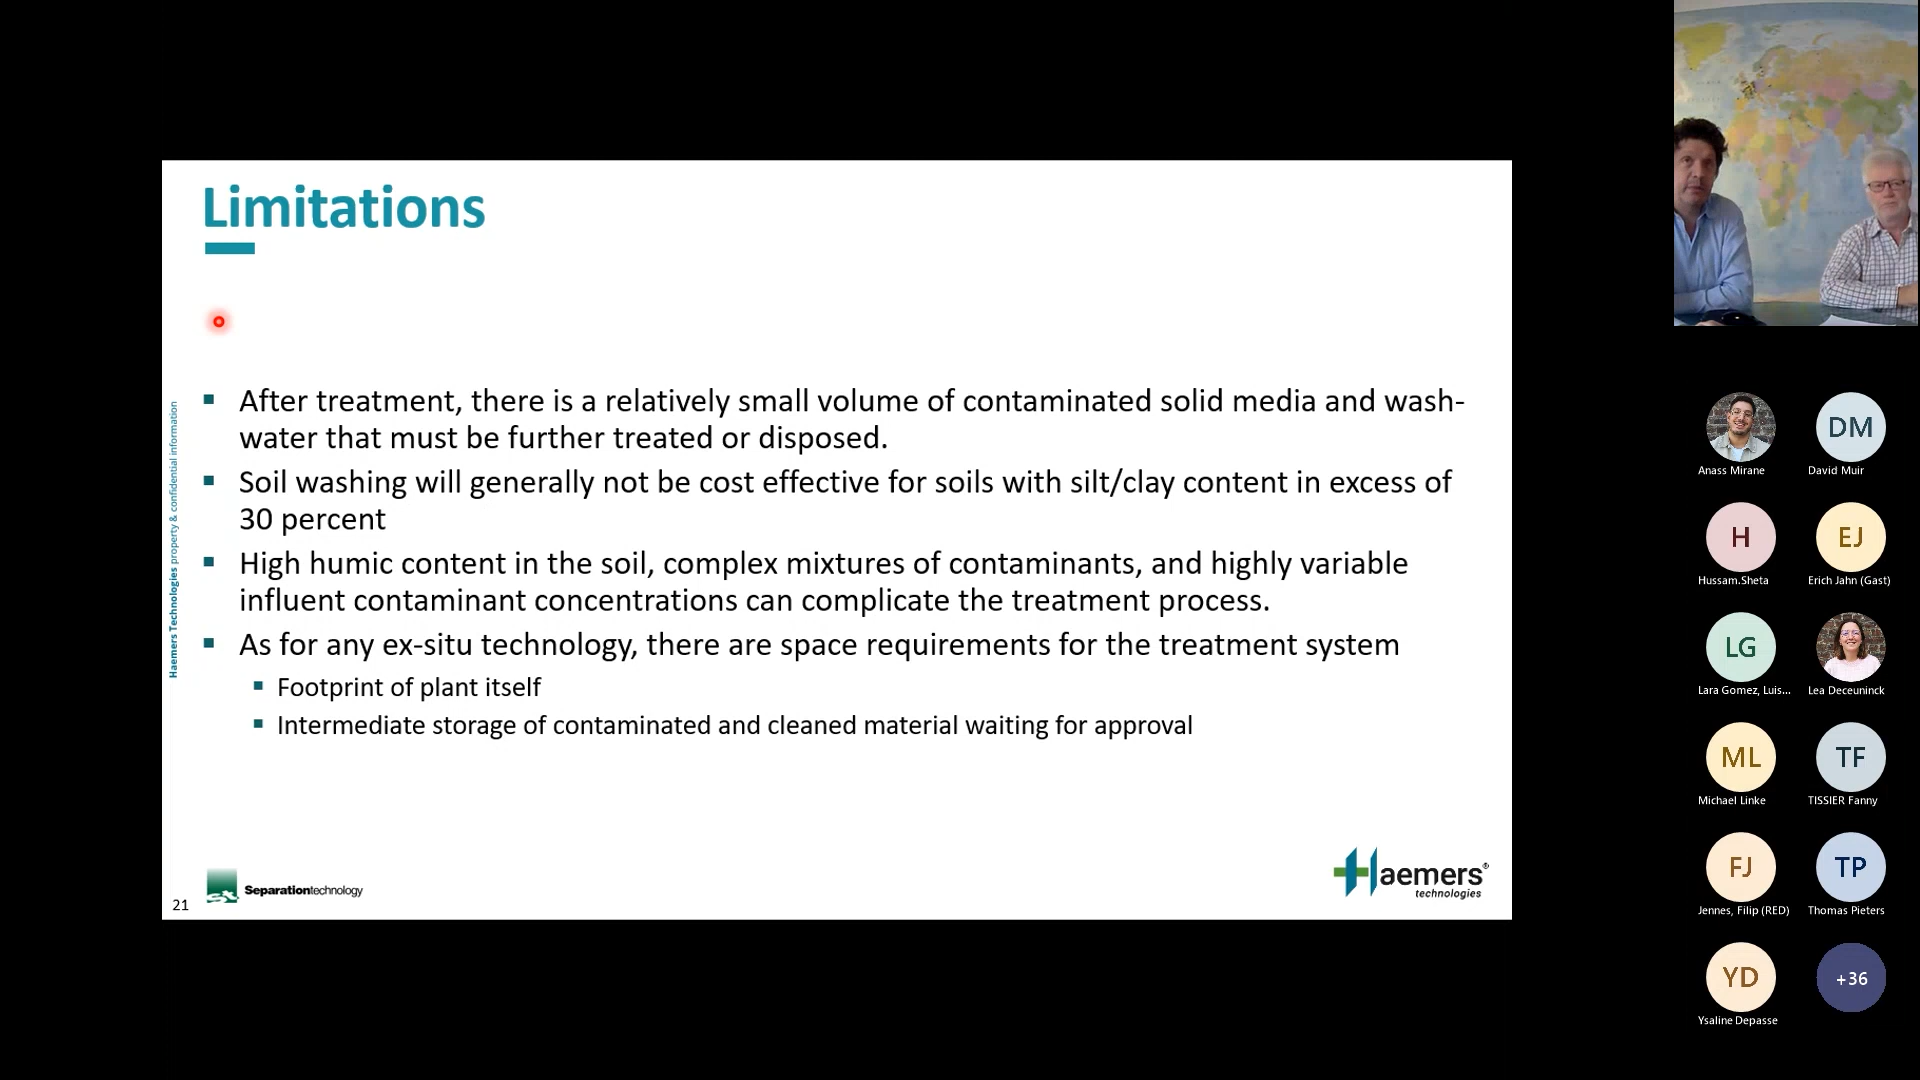 Limitations
After treatment, there is a relatively small volume of contaminated solid media and wash-
water that must be further treated or disposed.
Soil washing will generally not be cost effective for soils with silt/clay content in excess of
30 percent
High humic content in the soil, complex mixtures of contaminants, and highly variable
influent contaminant concentrations can complicate the treatment process.
As for any ex-situ technology, there are space requirements for the treatment system
Footprint of plant itself
Intermediate storage of contaminated and cleaned material waiting for approval
Haemers Technologies property & confidential information
21
st
Separationtechnology
Haemers®
technologies
Anass Mirane
DM
David Muir
H
Hussam.Sheta
EJ
Erich Jahn (Gast)
LG
Lara Gomez, Luis...
Lea Deceuninck
ML
Michael Linke
TF
TISSIER Fanny
FJ
Jennes, Filip (RED)
TP
Thomas Pieters
YD
Ysaline Depasse
+36